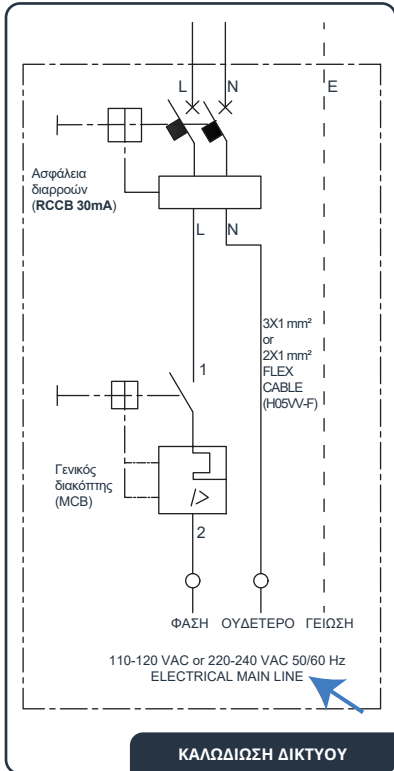 L N E
Ασφάλεια
διαρροών
(RCCB 30mA)
L N
3X1 mm²
or
2X1 mm²
FLEX
CABLE
(H05VV-F)
1
Γενικός
διακόπτης
(MCB)
I>
2
ΦΑΣΗ ΟΥΔΕΤΕΡΟ ΓΕΙΩΣΗ
110-120 VAC or 220-240 VAC 50/60 Hz
ELECTRICAL MAIN LINE
ΚΑΛΩΔΙΩΣΗ ΔΙΚΤΥΟΥ